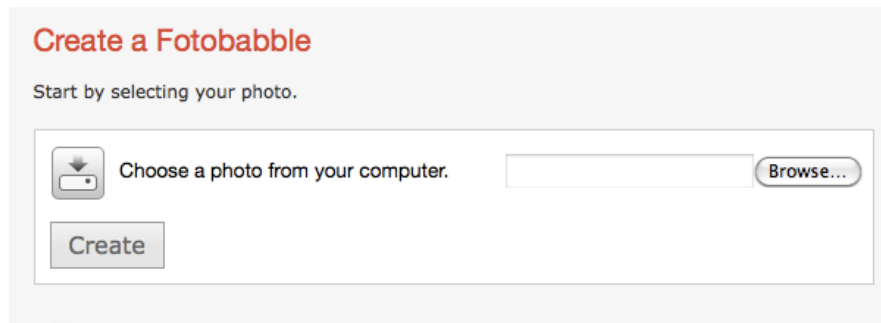 Create a Fotobabble
Start by selecting your photo.
Choose a photo from your computer. Browse...
Create